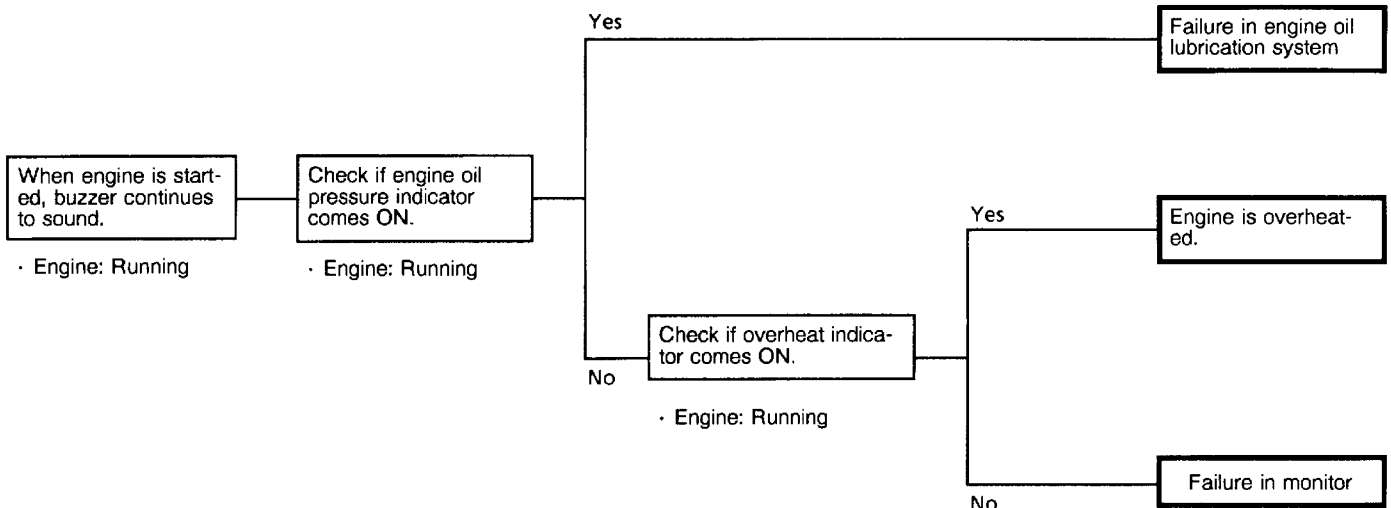 Yes
Failure in engine oil
lubrication system
When engine is start-
ed, buzzer continues
to sound.
· Engine: Running
Check if engine oil
pressure indicator
comes ON.
· Engine: Running
Yes
Engine is overheat-
ed.
No
Check if overheat indica-
tor comes ON.
· Engine: Running
No
Failure in monitor